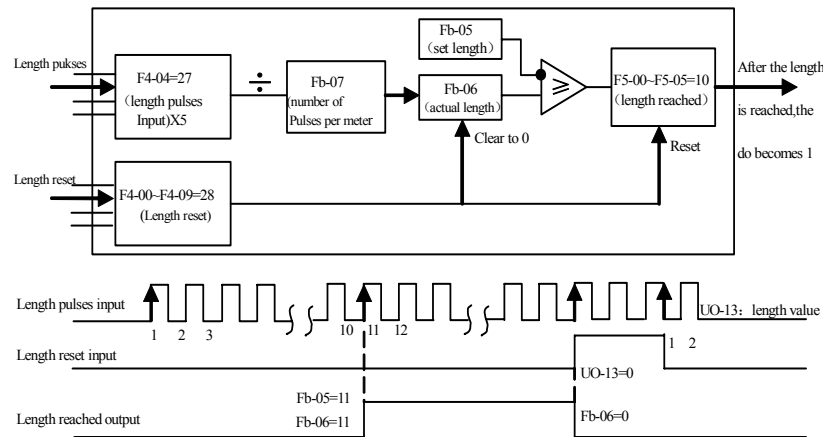 Length pukses
F4-04=27
(length pulses
Input)X5
÷
Fb-07
(number of
Pulses per meter
Fb-05
(set length)
Fb-06
(actual length)
≥
F5-00~F5-05=10
(length reached)
After the length
is reached,the
do becomes 1
Clear to 0
Reset
Length reset
F4-00~F4-09=28
(Length reset)
Length pulses input
1 2 3 10 11 12
UO-13: length value
1 2
Length reset input
UO-13=0
Fb-05=11
Fb-06=11
Fb-06=0
Length reached output